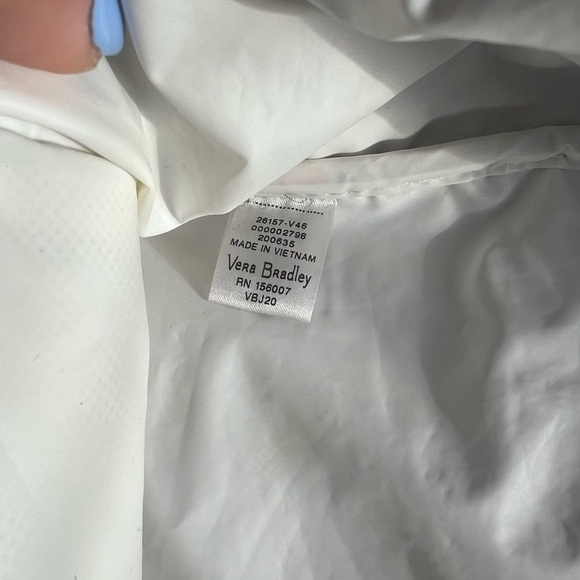 26157-V46
000002798
200635
MADE IN VIETNAM
Vera Bradley
RN 156007
VBJ20